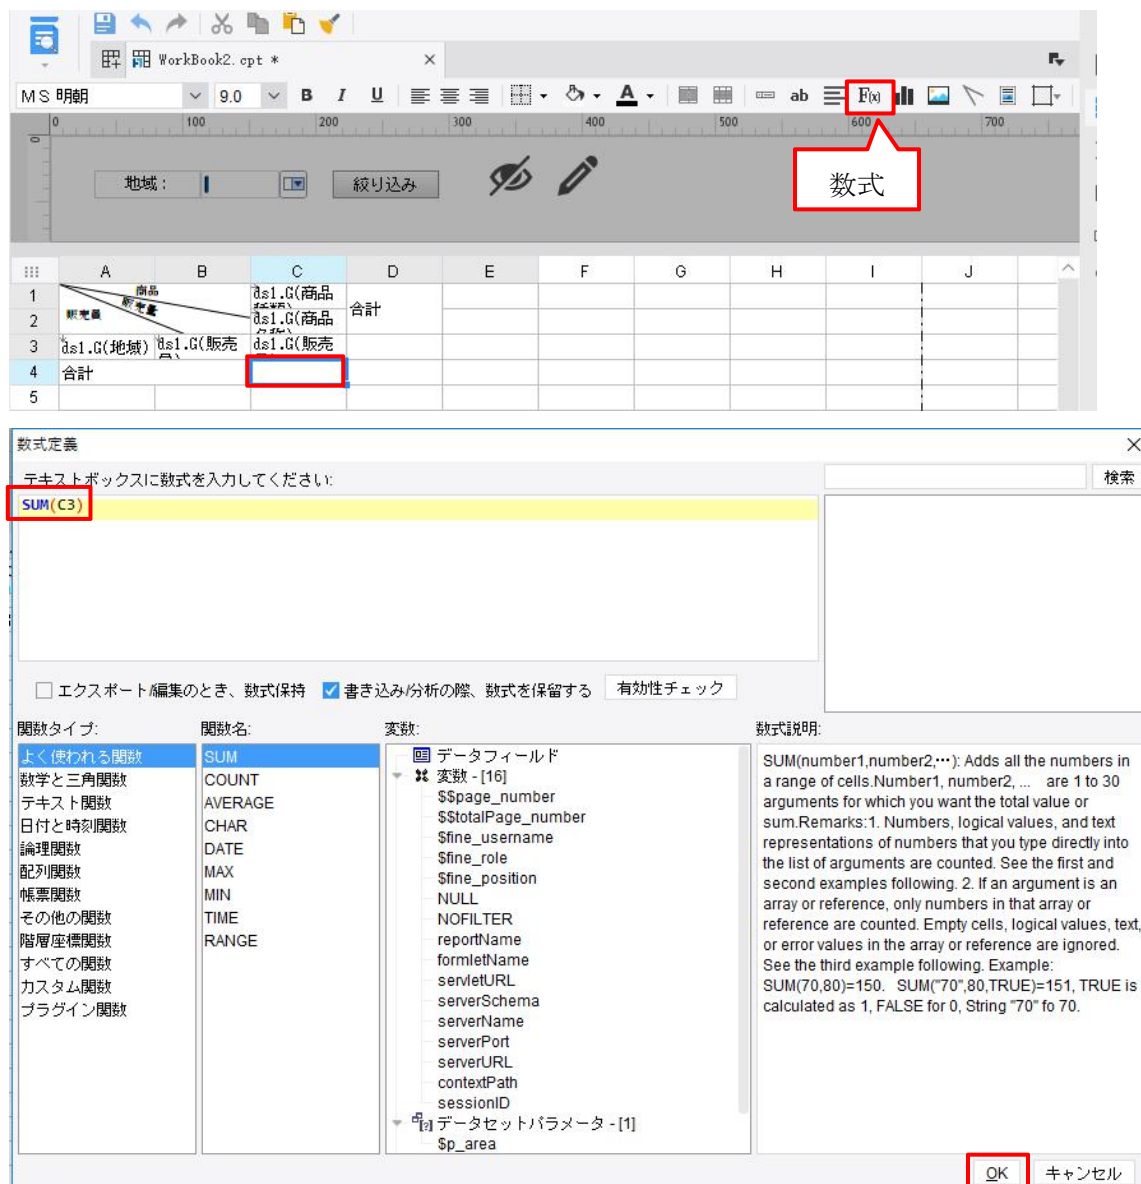 WorkBook2.cpt *
MS 明朝 9.0 B I U A ab F(x)
0 100 200 300 400 500 600 700
0
地域： 絞り込み
数式
A B C D E F G H I J
1 商品 ds1.G(商品
販売量
2 販売量 ds1.G(商品 合計
3 ds1.G(地域) ds1.G(販売 ds1.G(販売
4 合計
5
数式定義
テキストボックスに数式を入力してください:
検索
SUM(C3)
エクスポート/編集のとき、数式保持 書き込み/分析の際、数式を保留する 有効性チェック
関数タイプ: 関数名: 変数: 数式説明:
よく使われる関数
数学と三角関数
テキスト関数
日付と時刻関数
論理関数
配列関数
帳票関数
その他の関数
階層座標関数
すべての関数
カスタム関数
プラグイン関数
SUM
COUNT
AVERAGE
CHAR
DATE
MAX
MIN
TIME
RANGE
データフィールド
変数 - [16]
$$page_number
$$totalPage_number
$fine_username
$fine_role
$fine_position
NULL
NOFILTER
reportName
formletName
servletURL
serverSchema
serverName
serverPort
serverURL
contextPath
sessionID
データセットパラメータ - [1]
$p_area
SUM(number1,number2,…): Adds all the numbers in
a range of cells.Number1, number2, ... are 1 to 30
arguments for which you want the total value or
sum.Remarks:1. Numbers, logical values, and text
representations of numbers that you type directly into
the list of arguments are counted. See the first and
second examples following. 2. If an argument is an
array or reference, only numbers in that array or
reference are counted. Empty cells, logical values, text,
or error values in the array or reference are ignored.
See the third example following. Example:
SUM(70,80)=150. SUM("70",80,TRUE)=151, TRUE is
calculated as 1, FALSE for 0, String "70" fo 70.
OK キャンセル